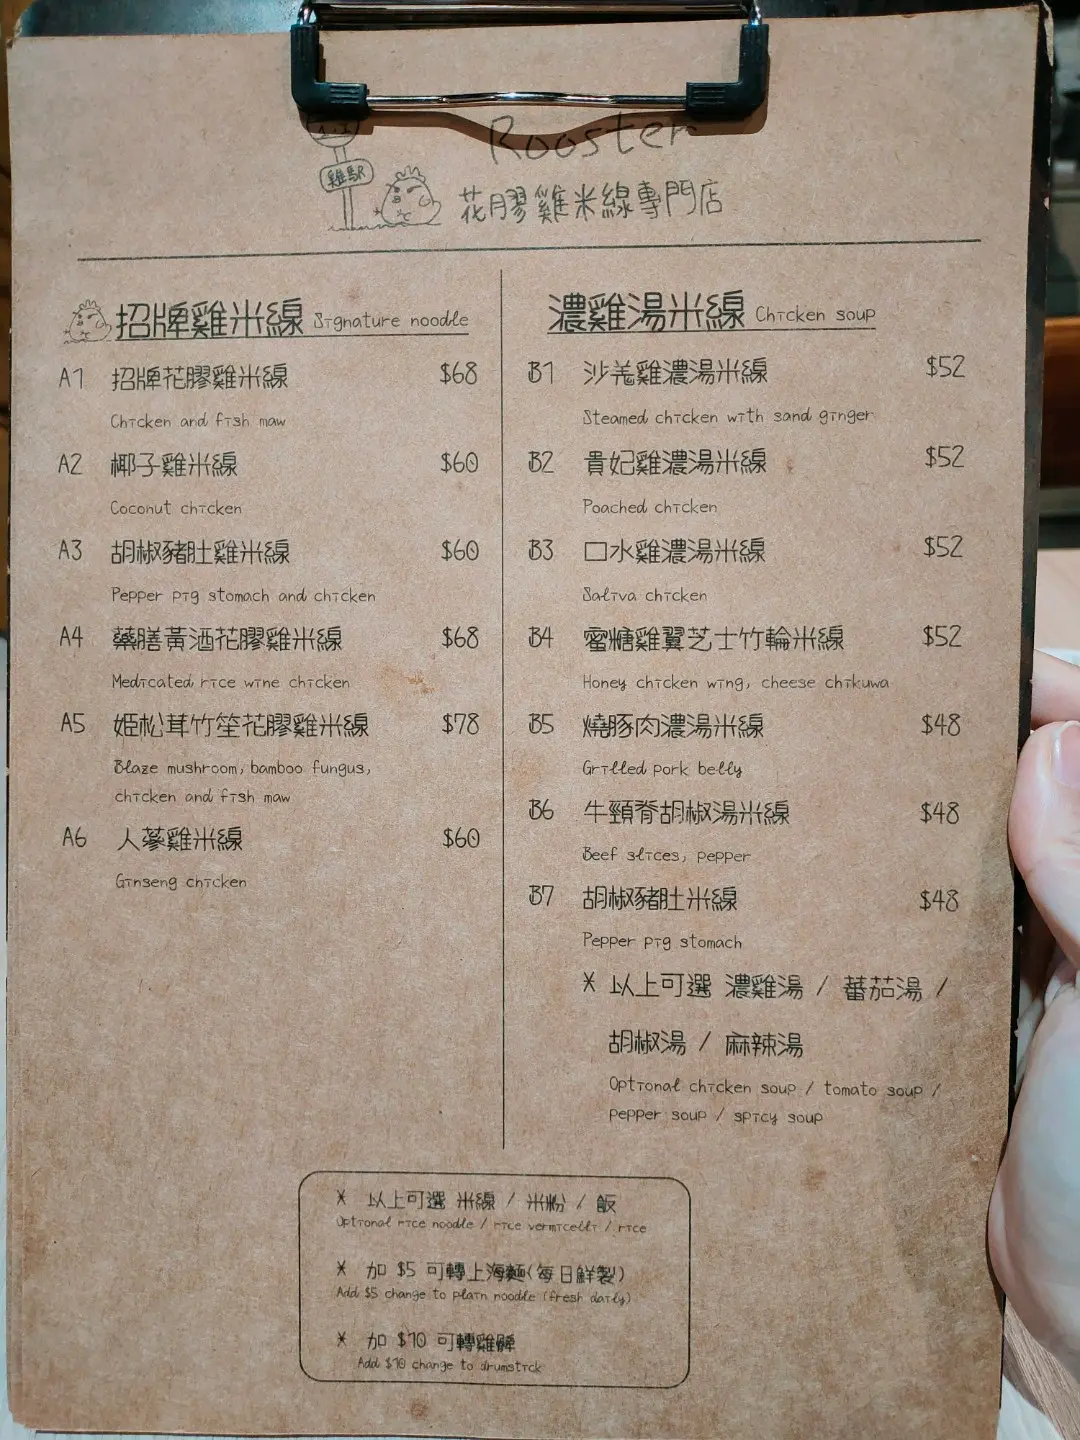 Rooster
雞駅
花膠雞米線專門店
招牌雞米線 Signature noodle
A1 招牌花膠雞米線 $68
Chicken and fish maw
A2 椰子雞米線 $60
Coconut chicken
A3 胡椒豬肚雞米線 $60
Pepper pig stomach and chicken
A4 藥膳黃酒花膠雞米線 $68
Medicated rice wine chicken
A5 姬松茸竹笙花膠雞米線 $78
Blaze mushroom, bamboo fungus,
chicken and fish maw
A6 人蔘雞米線 $60
Ginseng chicken
濃雞湯米線 Chicken soup
B1 沙羌雞濃湯米線 $52
Steamed chicken with sand ginger
B2 貴妃雞濃湯米線 $52
Poached chicken
B3 口水雞濃湯米線 $52
Saliva chicken
B4 蜜糖雞翼芝士竹輪米線 $52
Honey chicken wing, cheese chikuwa
B5 燒豚肉濃湯米線 $48
Grilled pork belly
B6 牛頸脊胡椒湯米線 $48
Beef slices, pepper
B7 胡椒豬肚米線 $48
Pepper pig stomach
* 以上可選 濃雞湯 / 蕃茄湯 /
胡椒湯 / 麻辣湯
Optional chicken soup / tomato soup /
pepper soup / spicy soup
* 以上可選 米線 / 米粉 / 飯
Optional rice noodle / rice vermicelli / rice
* 加 $5 可轉上海麵(每日鮮製)
Add $5 change to plain noodle (fresh daily)
* 加 $10 可轉雞髀
Add $10 change to drumstick